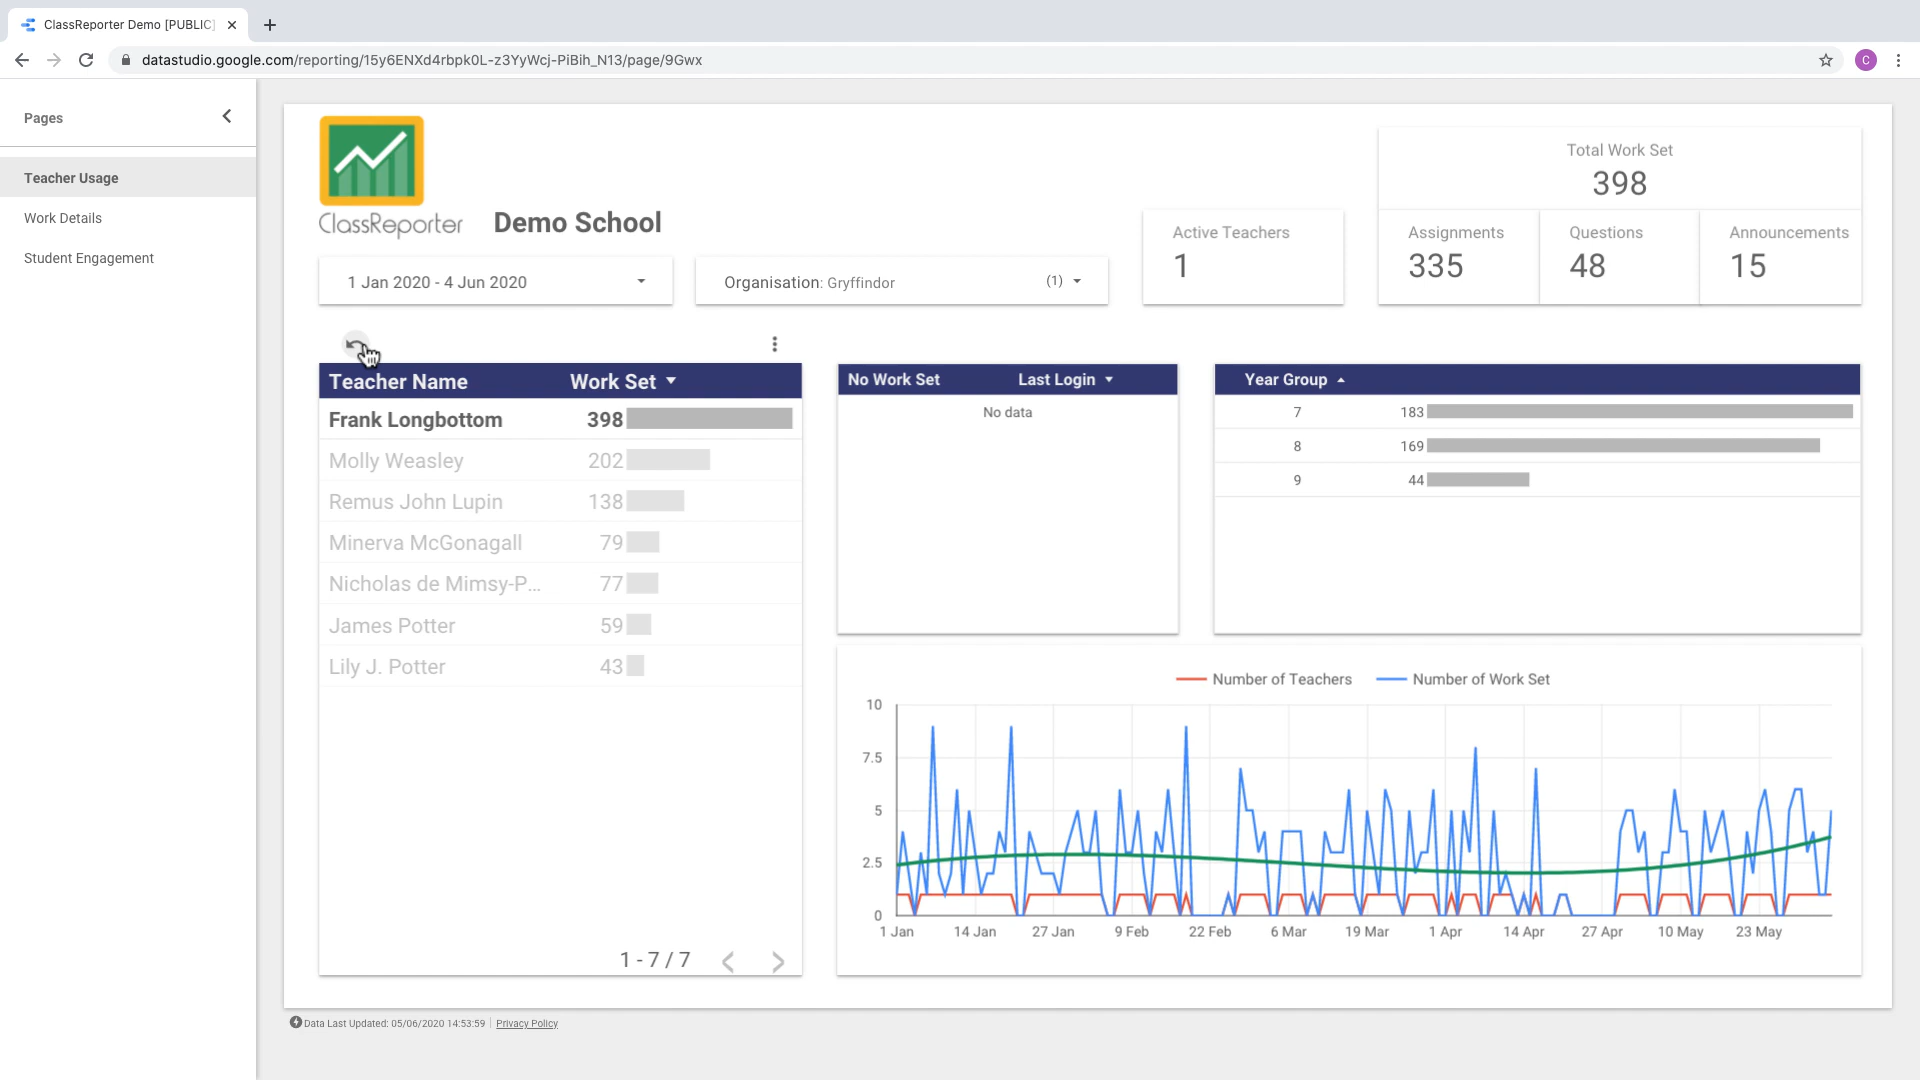 ClassReporter Demo [PUBLIC]
datastudio.google.com/reporting/15y6ENXd4rbpk0L-z3YyWcj-PiBih_N13/page/9Gwx
C
Pages
Teacher Usage
Work Details
Student Engagement
ClassReporter
Demo School
1 Jan 2020 - 4 Jun 2020
Organisation: Gryffindor (1)
Active Teachers
1
Total Work Set
398
Assignments
335
Questions
48
Announcements
15
Teacher Name Work Set
Frank Longbottom 398
Molly Weasley 202
Remus John Lupin 138
Minerva McGonagall 79
Nicholas de Mimsy-P... 77
James Potter 59
Lily J. Potter 43
1 - 7 / 7
No Work Set Last Login
No data
Year Group
7 183
8 169
9 44
Number of Teachers Number of Work Set
10
7.5
5
2.5
0
1 Jan 14 Jan 27 Jan 9 Feb 22 Feb 6 Mar 19 Mar 1 Apr 14 Apr 27 Apr 10 May 23 May
Data Last Updated: 05/06/2020 14:53:59 Privacy Policy